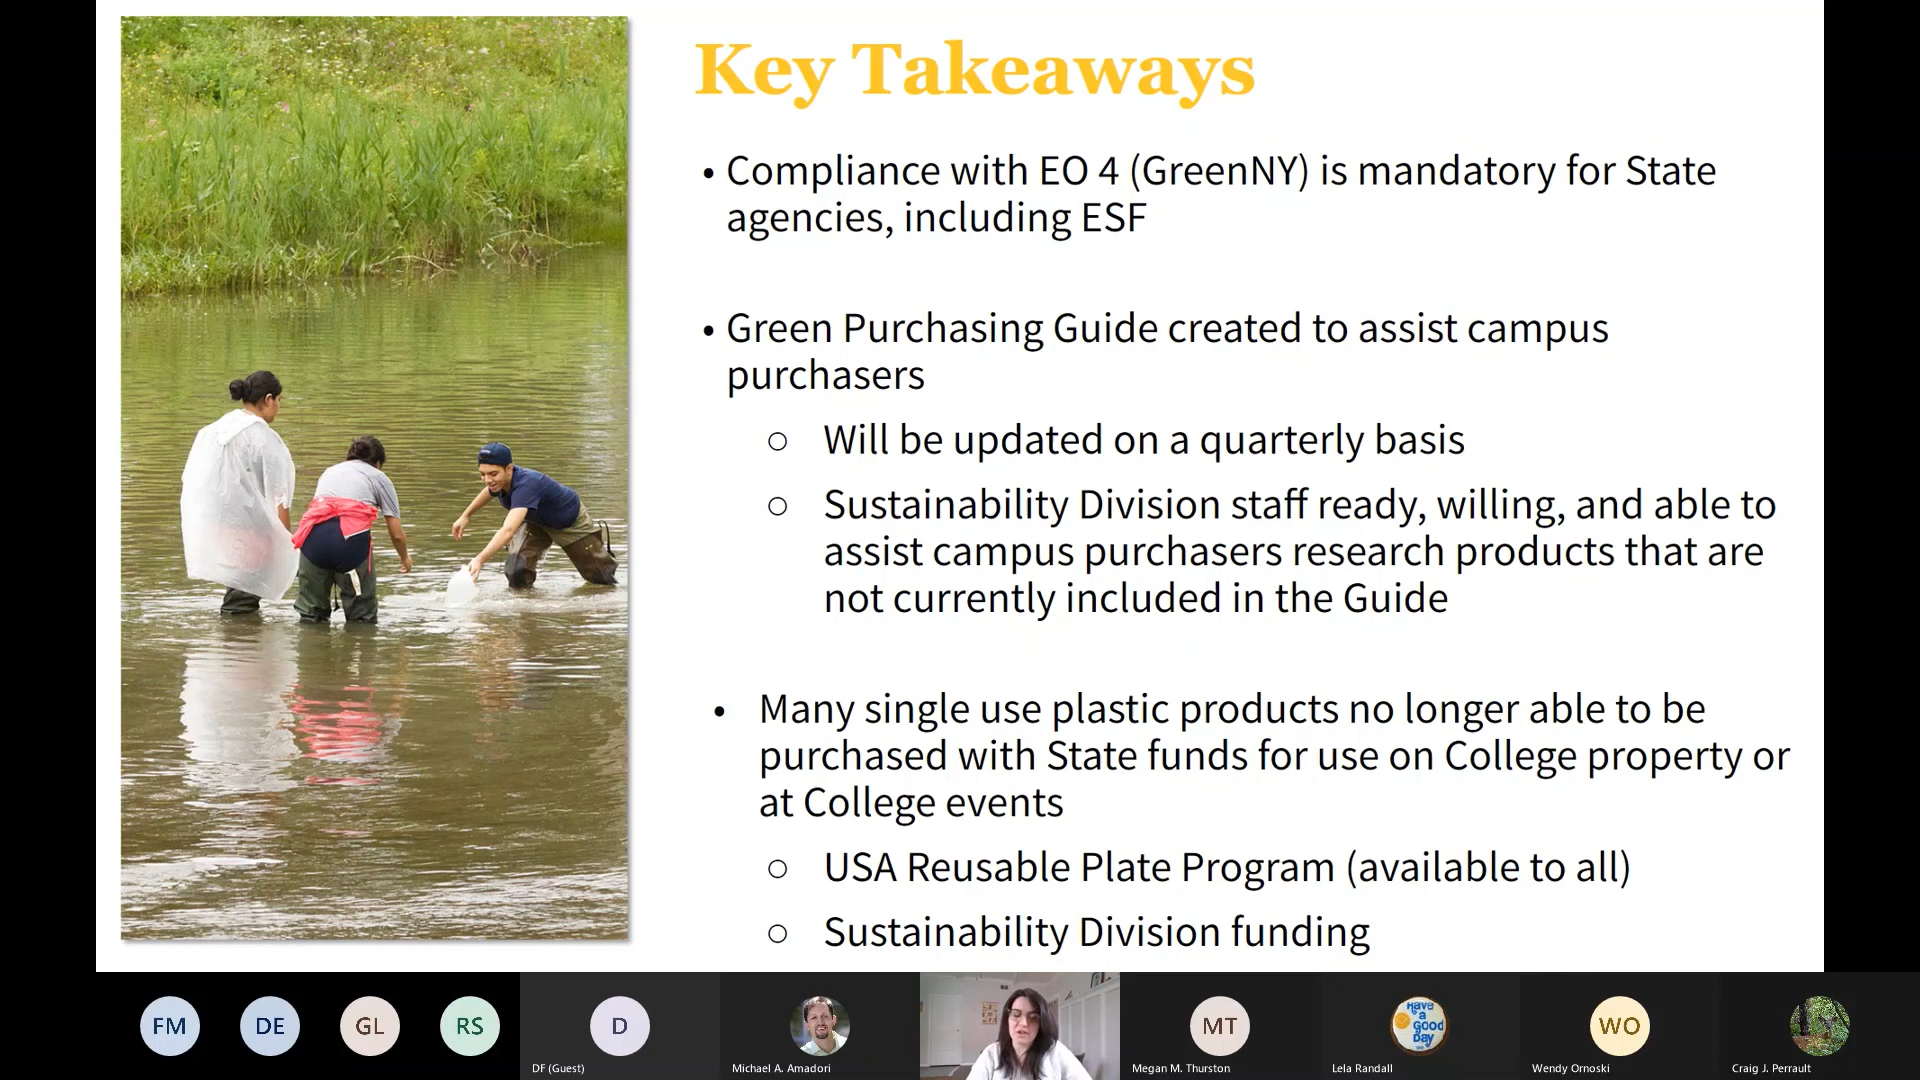 Key Takeaways
• Compliance with EO 4 (GreenNY) is mandatory for State
agencies, including ESF
• Green Purchasing Guide created to assist campus
purchasers
○ Will be updated on a quarterly basis
○ Sustainability Division staff ready, willing, and able to
assist campus purchasers research products that are
not currently included in the Guide
• Many single use plastic products no longer able to be
purchased with State funds for use on College property or
at College events
○ USA Reusable Plate Program (available to all)
○ Sustainability Division funding
FM
DE
GL
RS
D
DF (Guest)
Michael A. Amadori
MT
Megan M. Thurston
Have
a
good
Day
Lela Randall
WO
Wendy Ornoski
Craig J. Perrault